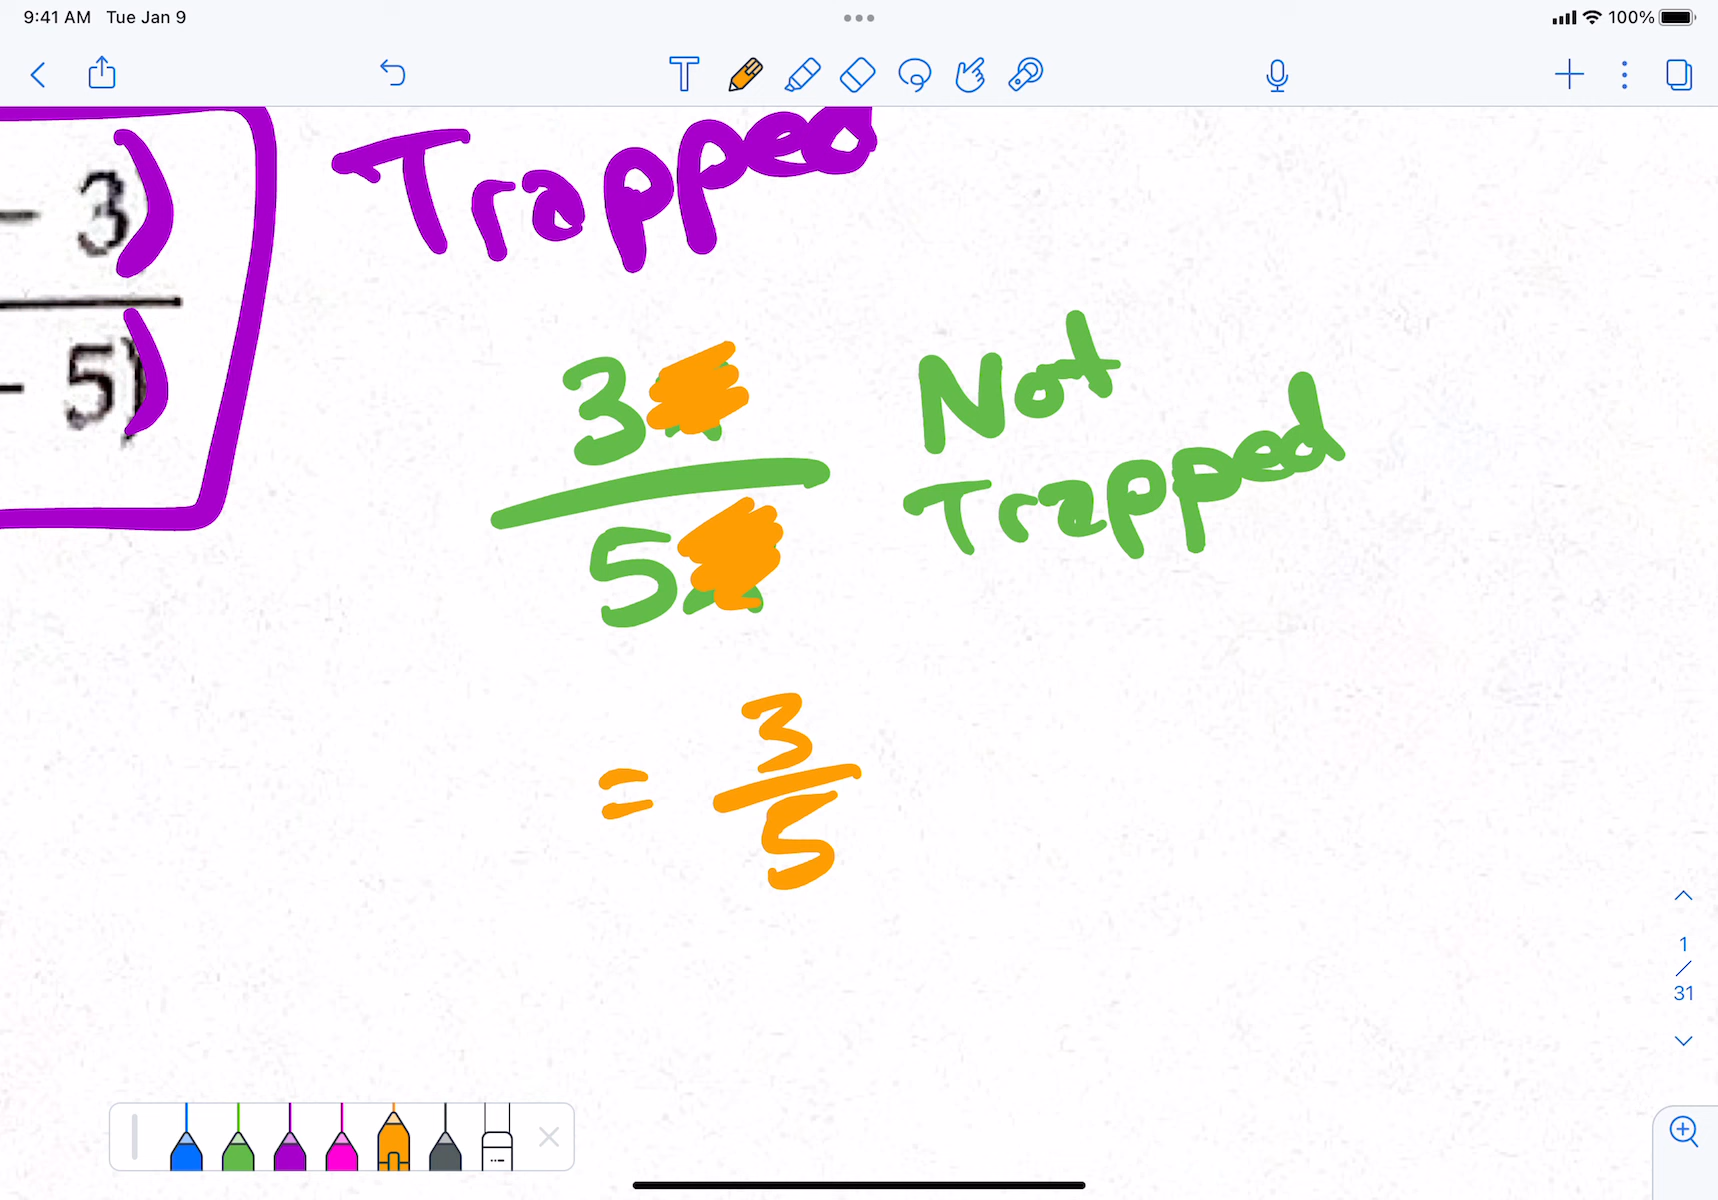 9:41 AM Tue Jan 9
100%
Trapped
- 3)
- 5)
3
5
Not
Trapped
= 3
5
1
/
31